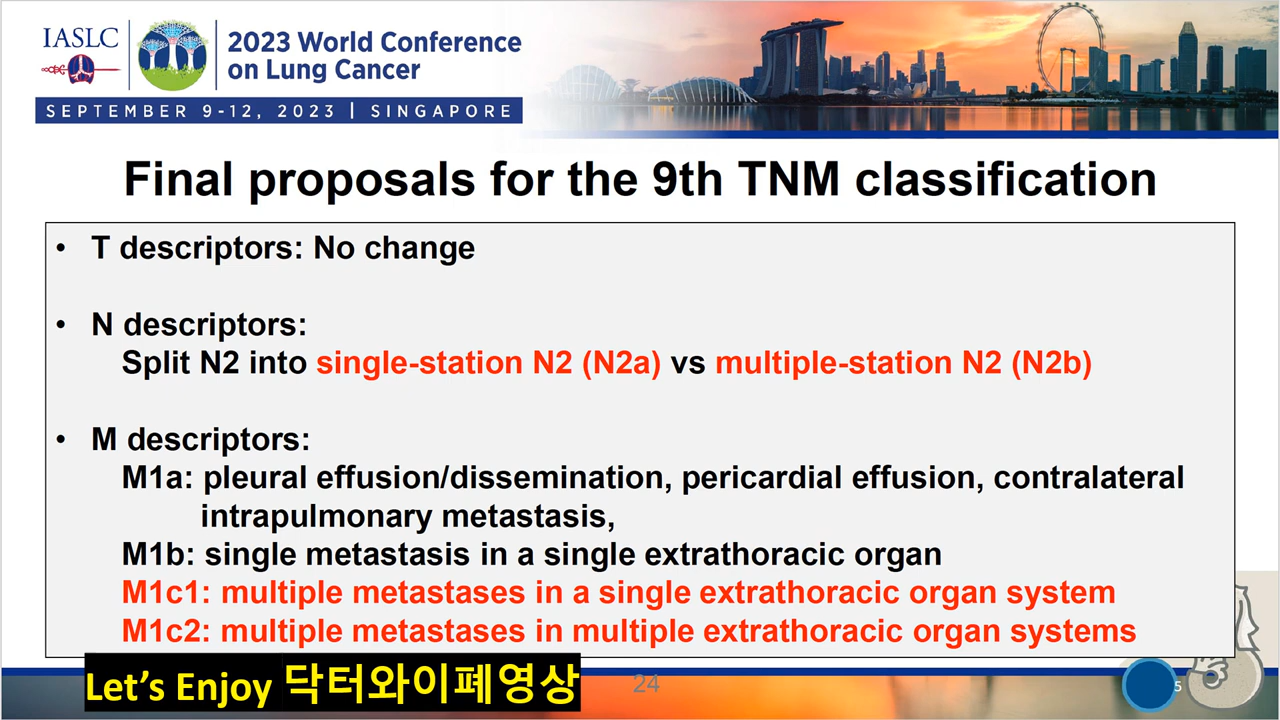 IASLC
2023 World Conference
on Lung Cancer
SEPTEMBER 9-12, 2023 | SINGAPORE
Final proposals for the 9th TNM classification
• T descriptors: No change
• N descriptors:
Split N2 into single-station N2 (N2a) vs multiple-station N2 (N2b)
• M descriptors:
M1a: pleural effusion/dissemination, pericardial effusion, contralateral
intrapulmonary metastasis,
M1b: single metastasis in a single extrathoracic organ
M1c1: multiple metastases in a single extrathoracic organ system
M1c2: multiple metastases in multiple extrathoracic organ systems
Let's Enjoy 닥터와이폐영상
24
5